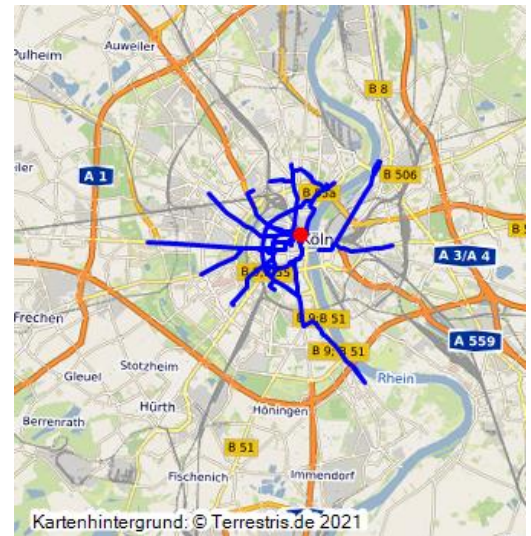 Auweiler
Pulheim
B 8
A 1
B 506
B 55a
Köln
A 3/A 4
Frechen
B 9;B 51
A 559
B 9; B 51
Stotzheim
Gleuel
Rhein
Hürth
Höningen
Berrenrath
B 51
Fischenich
Immendorf
Kartenhintergrund: © Terrestris.de 2021